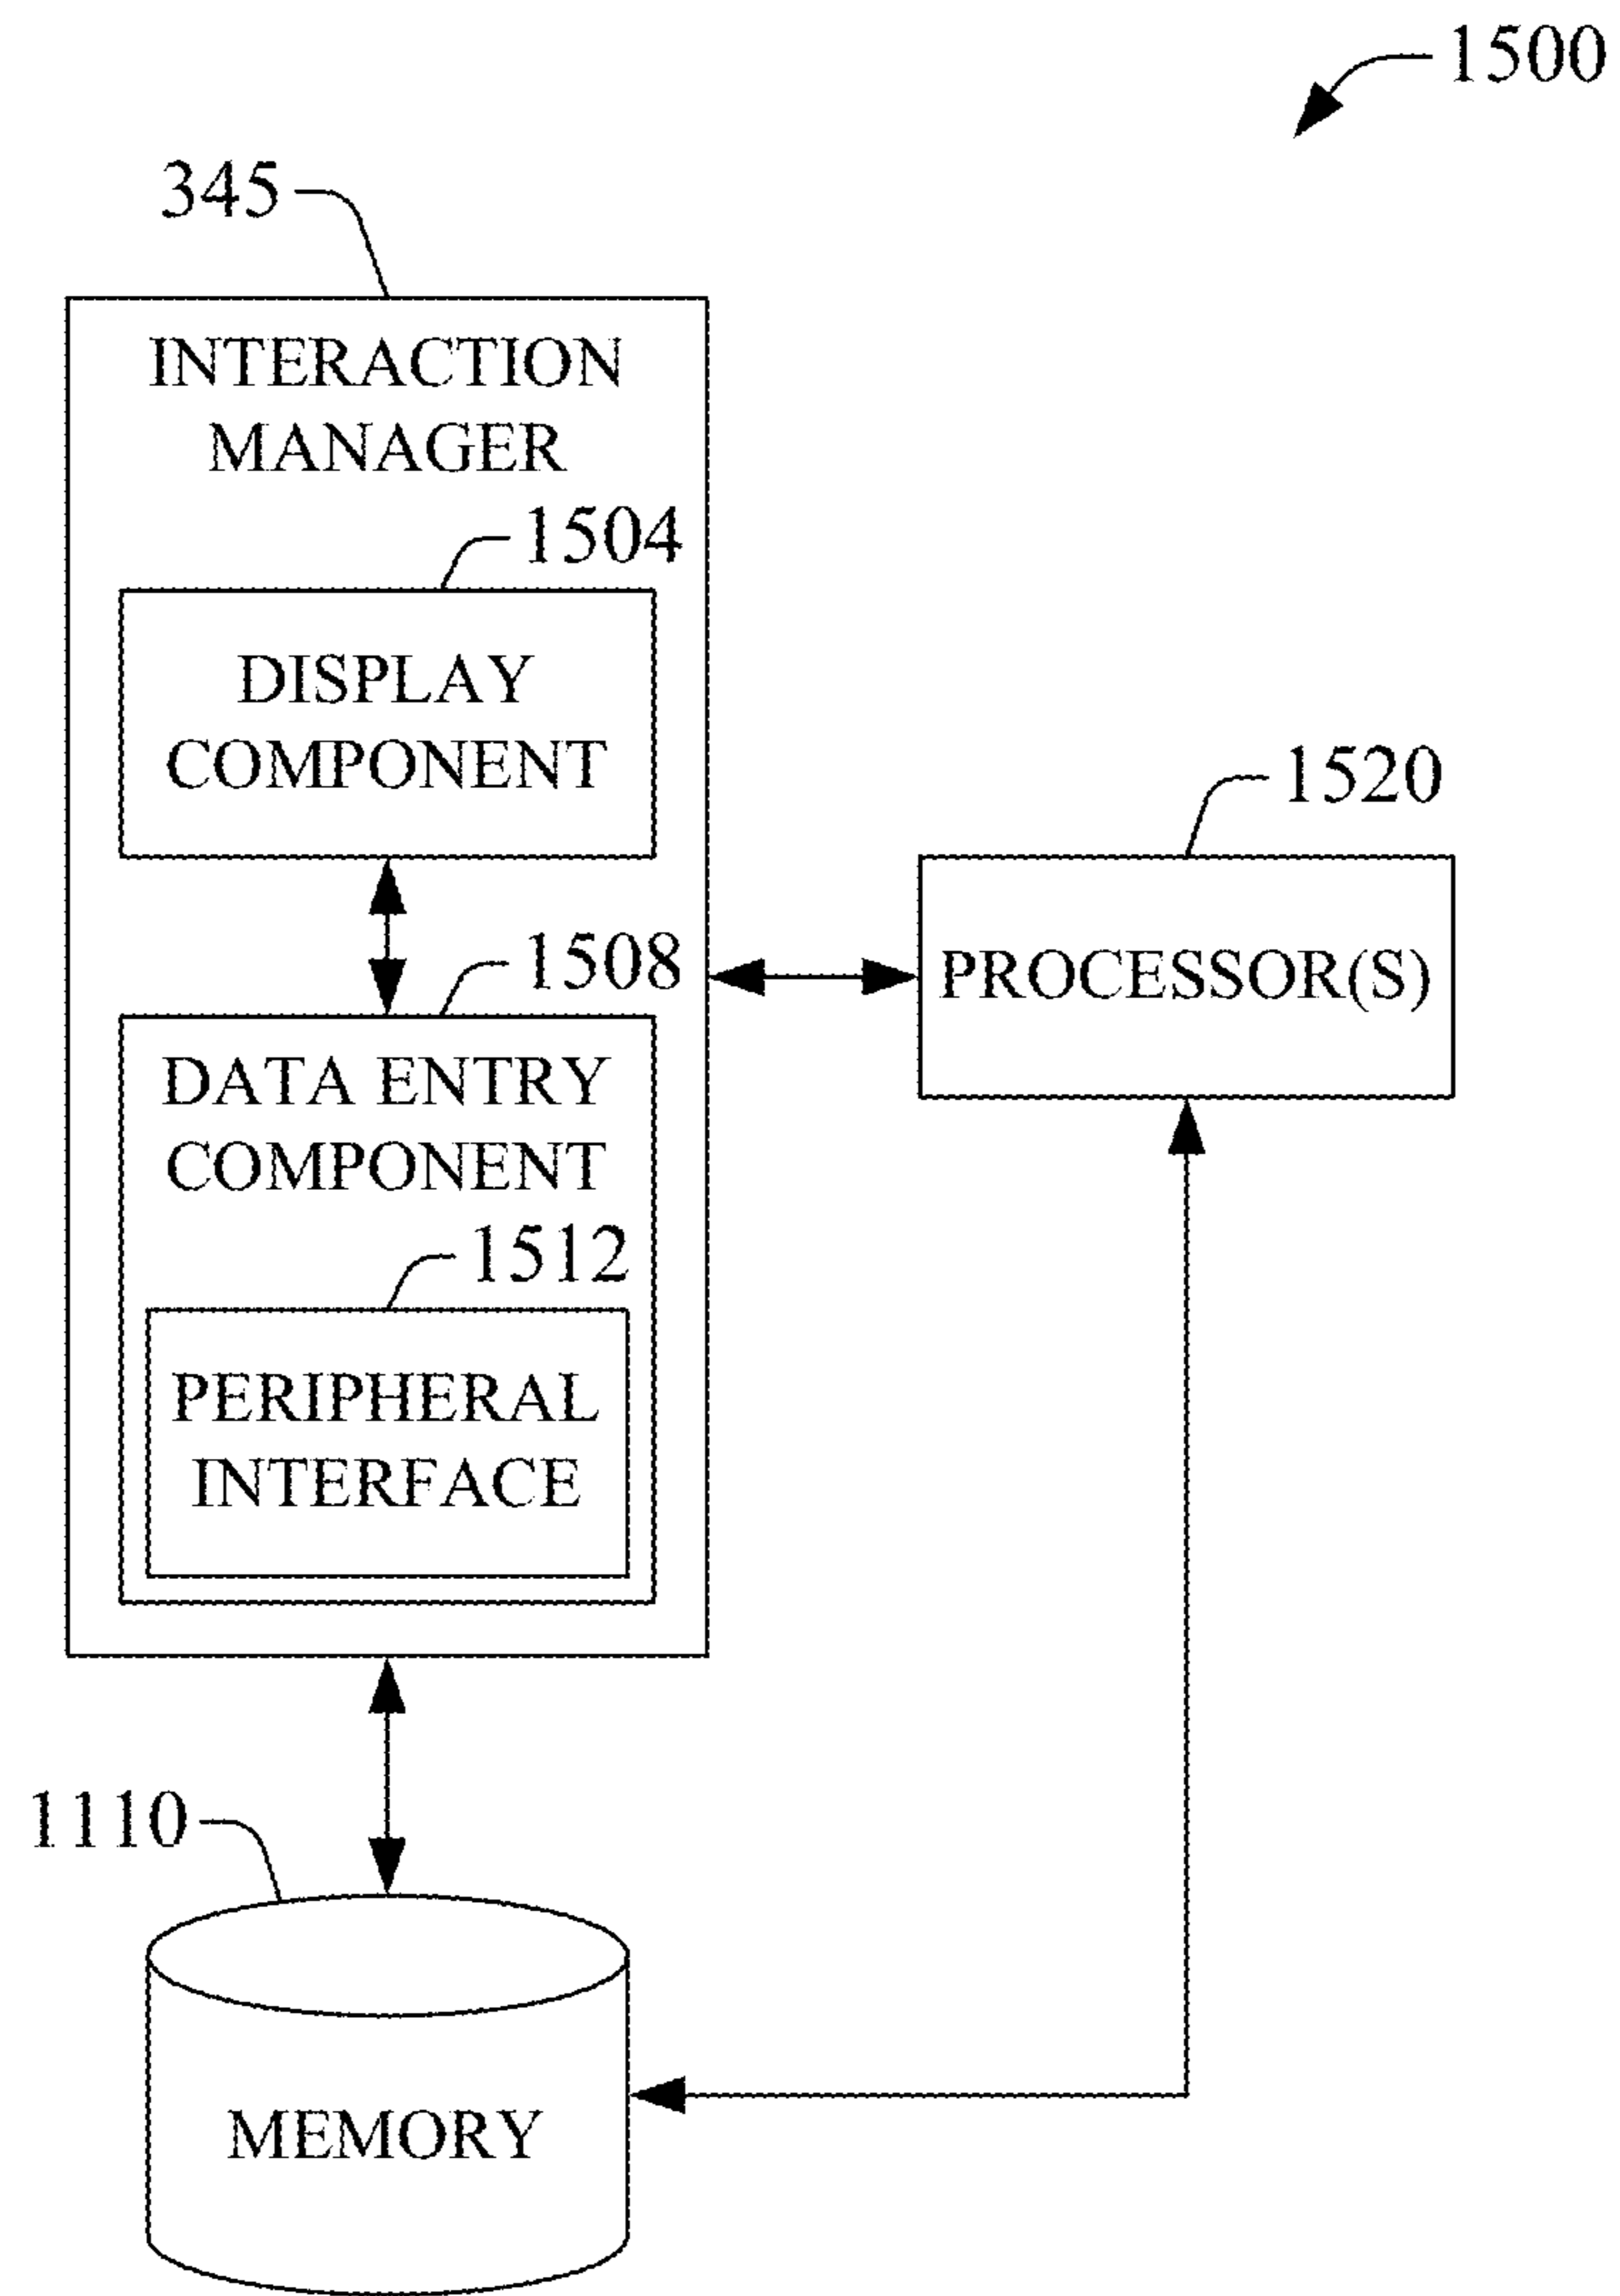 1500
345
INTERACTION
MANAGER
1504
DISPLAY
COMPONENT
1520
1508
PROCESSOR(S)
DATA ENTRY
COMPONENT
1512
PERIPHERAL
INTERFACE
1110
MEMORY